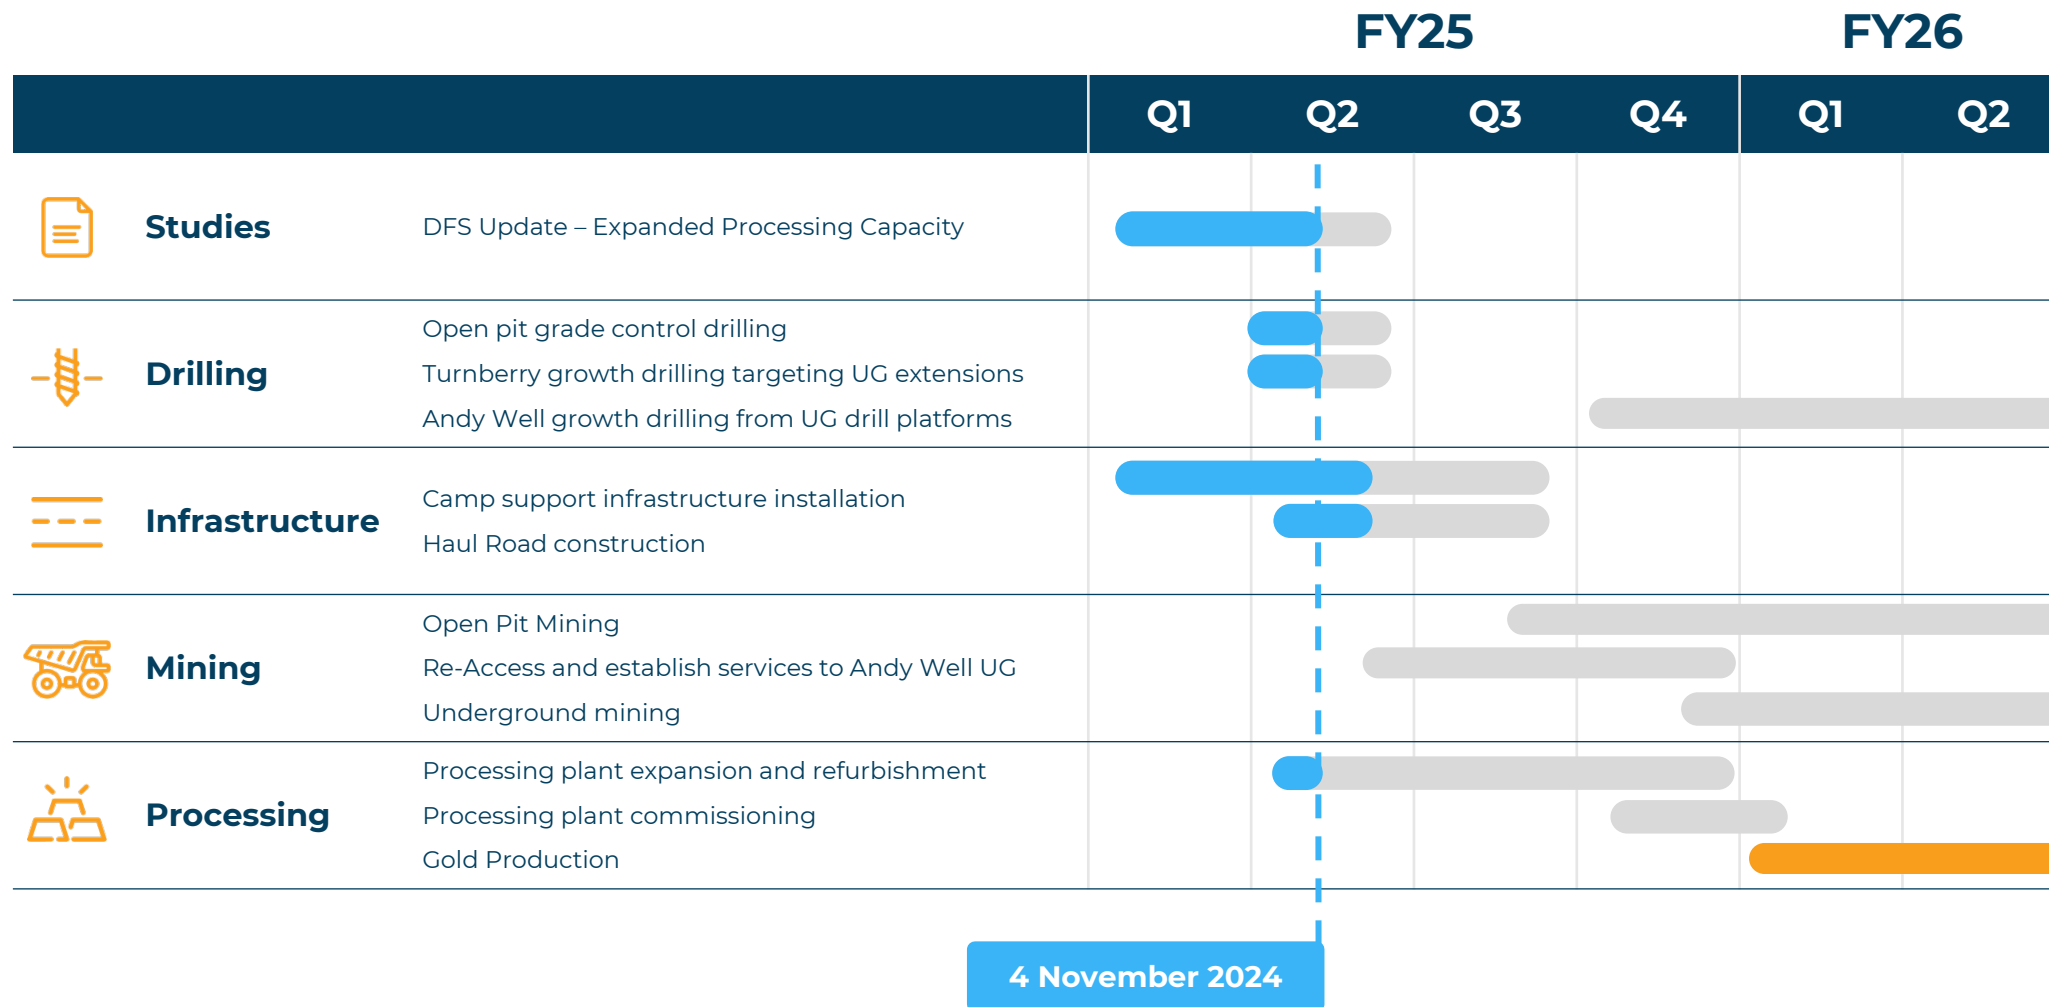 FY25 FY26
Q1 Q2 Q3 Q4 Q1 Q2
Studies DFS Update – Expanded Processing Capacity
Open pit grade control drilling
Drilling Turnberry growth drilling targeting UG extensions
Andy Well growth drilling from UG drill platforms
Camp support infrastructure installation
Infrastructure
Haul Road construction
Open Pit Mining
Mining Re-Access and establish services to Andy Well UG
Underground mining
Processing plant expansion and refurbishment
Processing Processing plant commissioning
Gold Production
4 November 2024